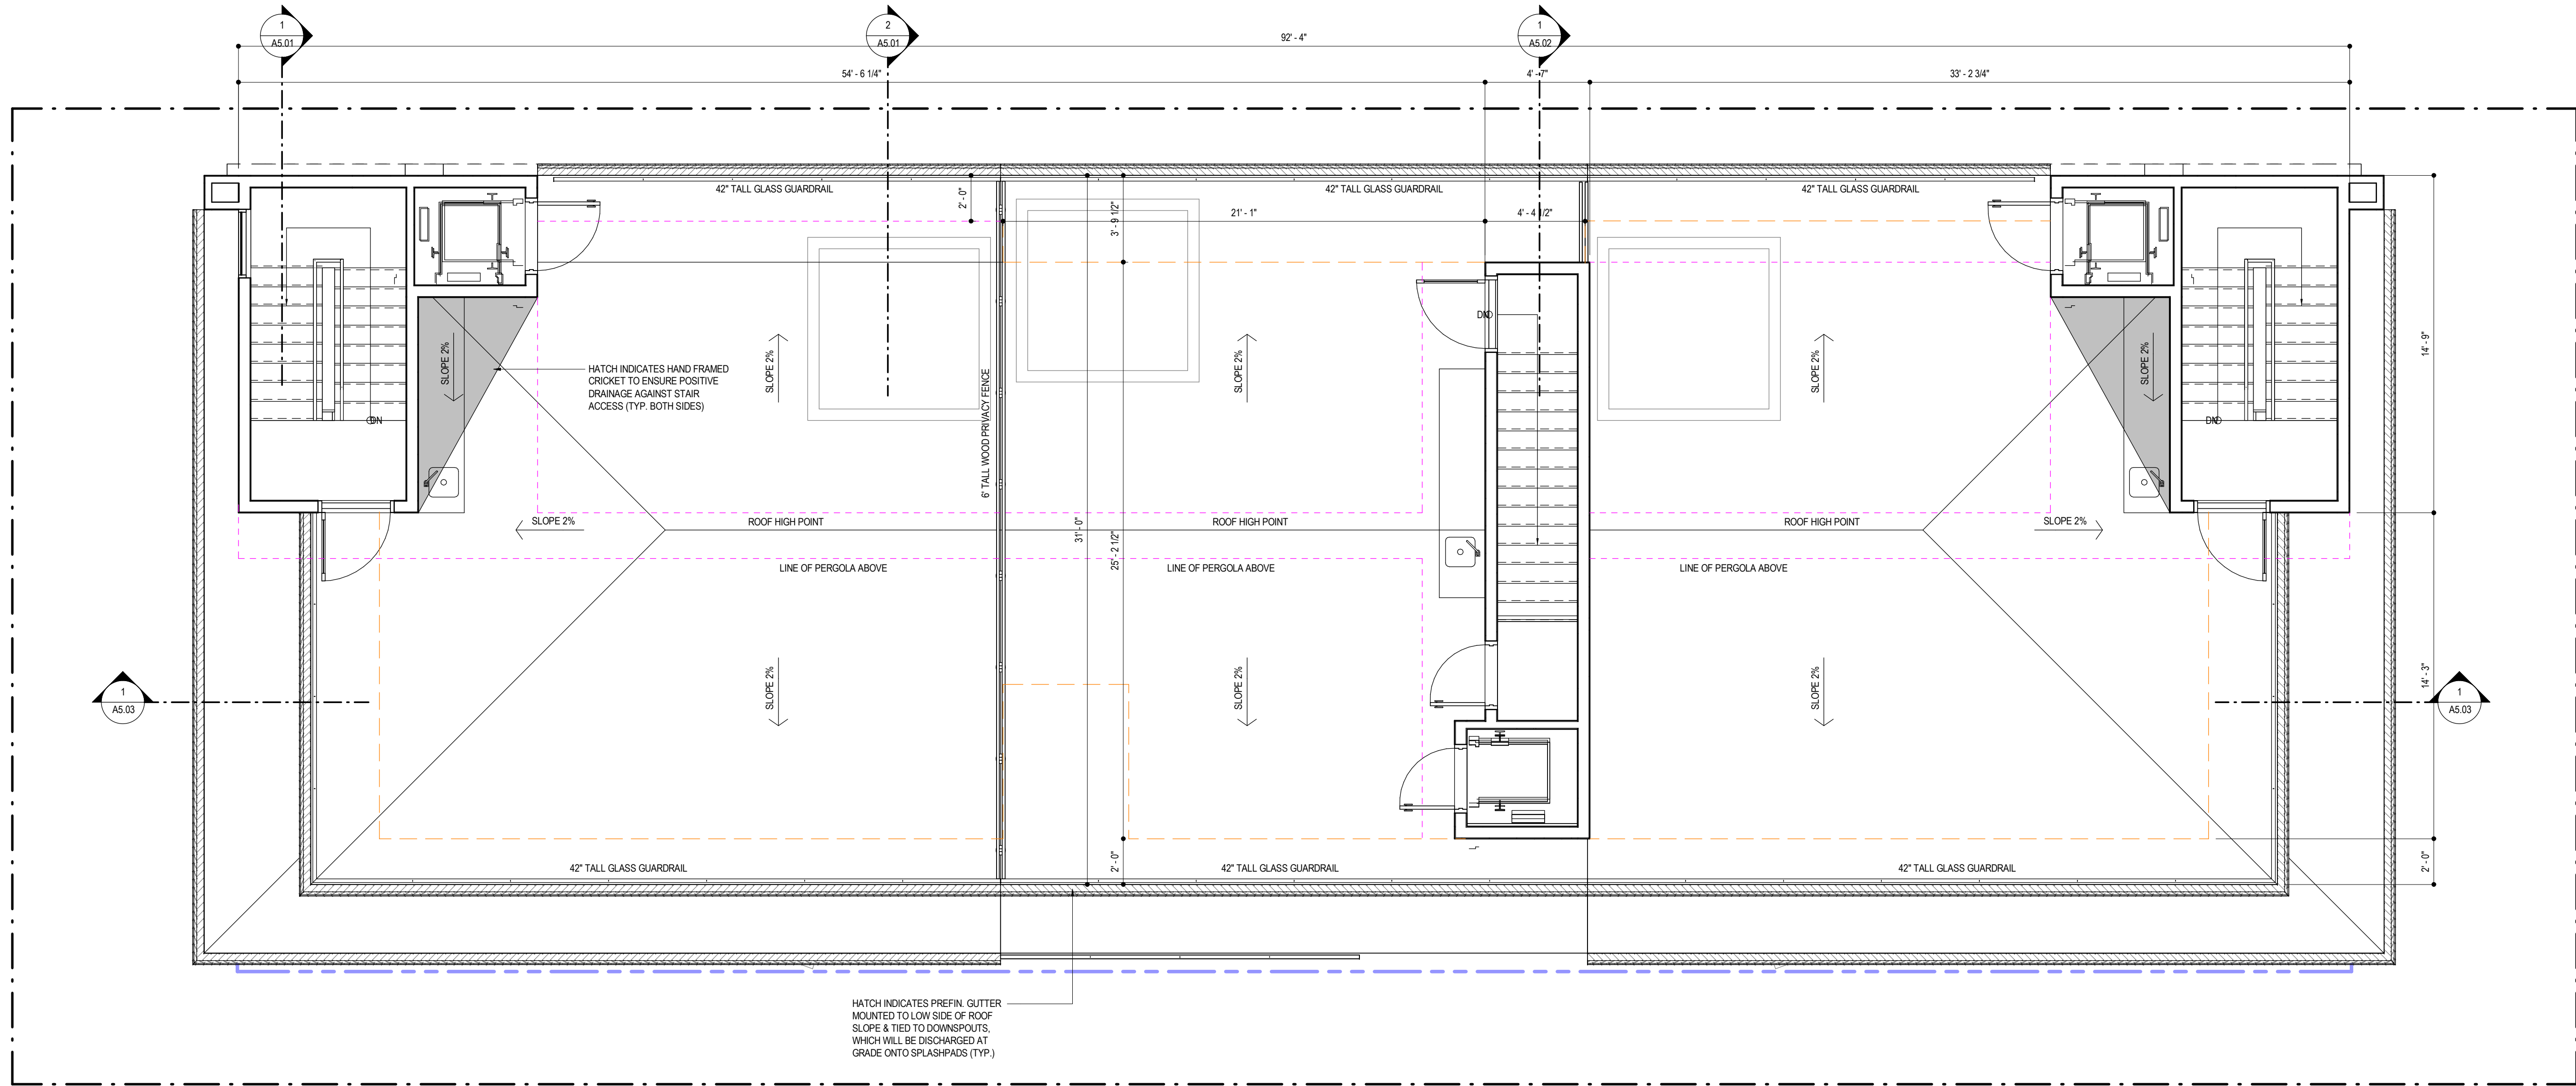 1
A5.01
2
A5.01
1
A5.02
92' - 4"
54' - 6 1/4"
4' - 7"
33' - 2 3/4"
42" TALL GLASS GUARDRAIL
42" TALL GLASS GUARDRAIL
42" TALL GLASS GUARDRAIL
2' - 0"
3' - 9 1/2"
21' - 1"
4' - 4 1/2"
DN
SLOPE 2%
SLOPE 2%
SLOPE 2%
SLOPE 2%
SLOPE 2%
14' - 9"
HATCH INDICATES HAND FRAMED
CRICKET TO ENSURE POSITIVE
DRAINAGE AGAINST STAIR
ACCESS (TYP. BOTH SIDES)
6' TALL WOOD PRIVACY FENCE
DN
DN
SLOPE 2%
ROOF HIGH POINT
31' - 0"
ROOF HIGH POINT
ROOF HIGH POINT
SLOPE 2%
25' - 2 1/2"
LINE OF PERGOLA ABOVE
LINE OF PERGOLA ABOVE
LINE OF PERGOLA ABOVE
1
A5.03
SLOPE 2%
SLOPE 2%
SLOPE 2%
14' - 3"
1
A5.03
42" TALL GLASS GUARDRAIL
2' - 0"
42" TALL GLASS GUARDRAIL
42" TALL GLASS GUARDRAIL
2' - 0"
HATCH INDICATES PREFIN. GUTTER
MOUNTED TO LOW SIDE OF ROOF
SLOPE & TIED TO DOWNSPOUTS,
WHICH WILL BE DISCHARGED AT
GRADE ONTO SPLASHPADS (TYP.)